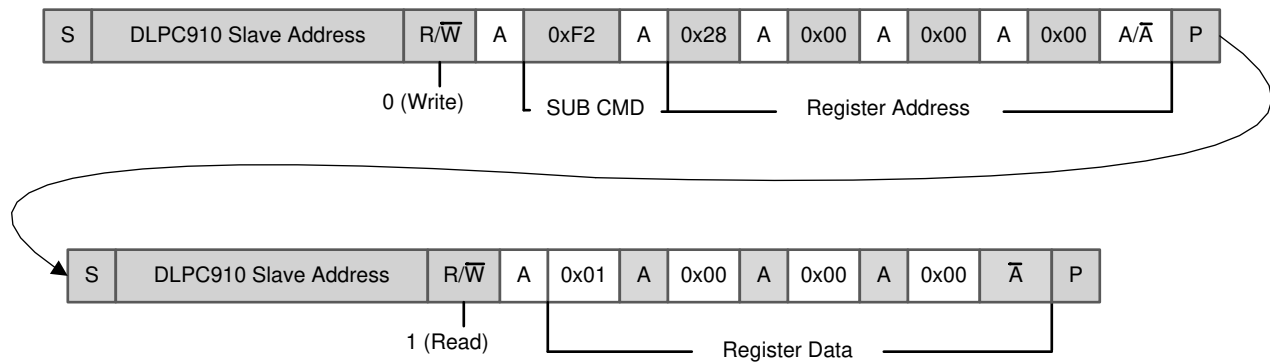 S DLPC910 Slave Address R/W̅ A 0xF2 A 0x28 A 0x00 A 0x00 A 0x00 A/A̅ P
0 (Write) SUB CMD Register Address
S DLPC910 Slave Address R/W̅ A 0x01 A 0x00 A 0x00 A 0x00 A̅ P
1 (Read) Register Data